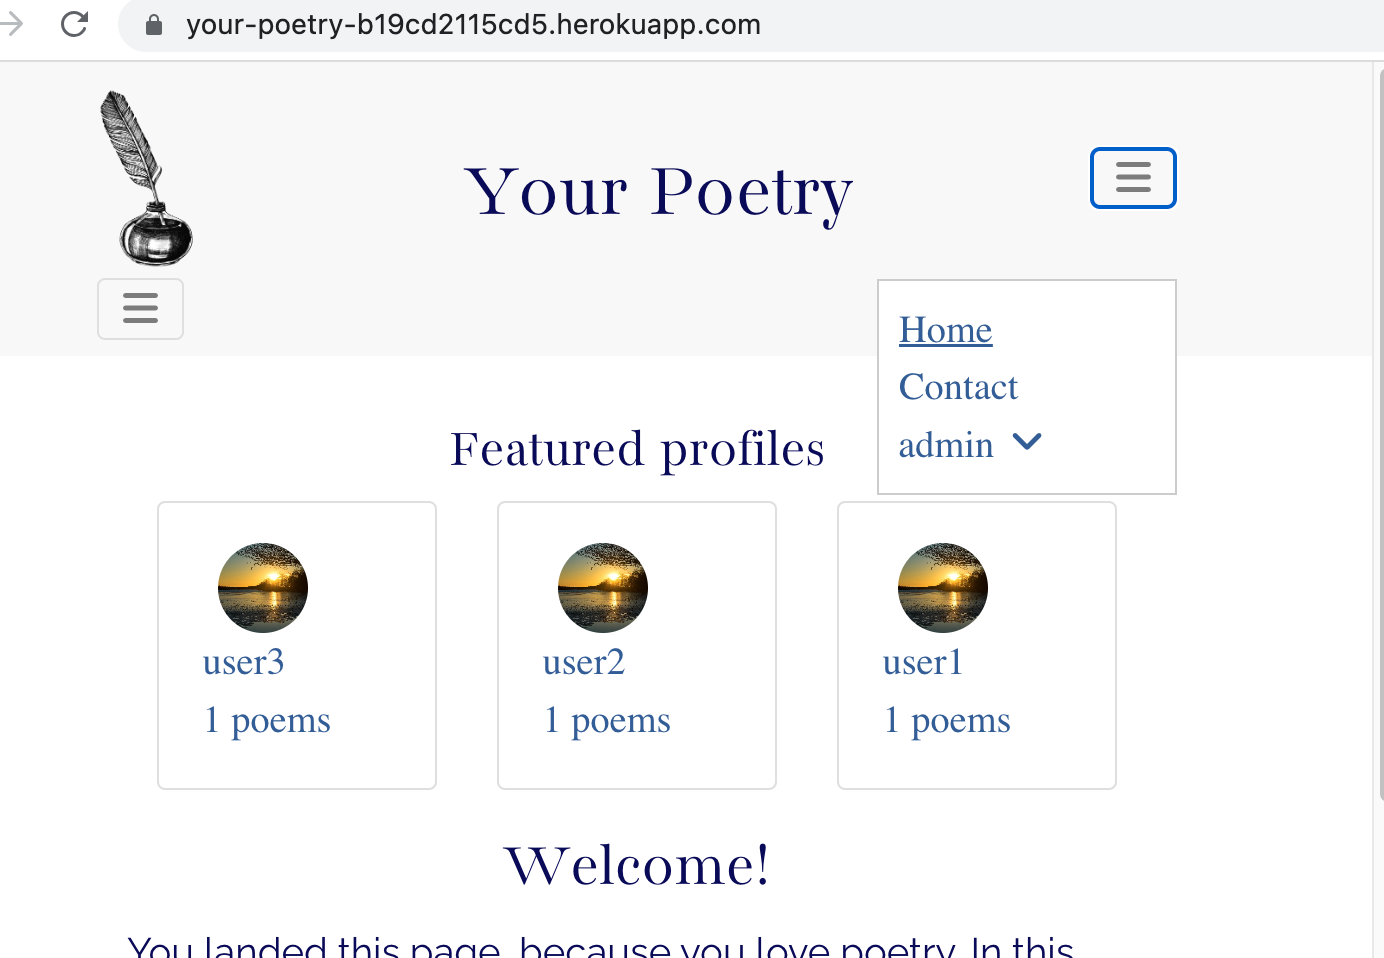 your-poetry-b19cd2115cd5.herokuapp.com
Your Poetry
Home
Contact
admin
Featured profiles
user3
1 poems
user2
1 poems
user1
1 poems
Welcome!
You landed this page, because you love poetry. In this